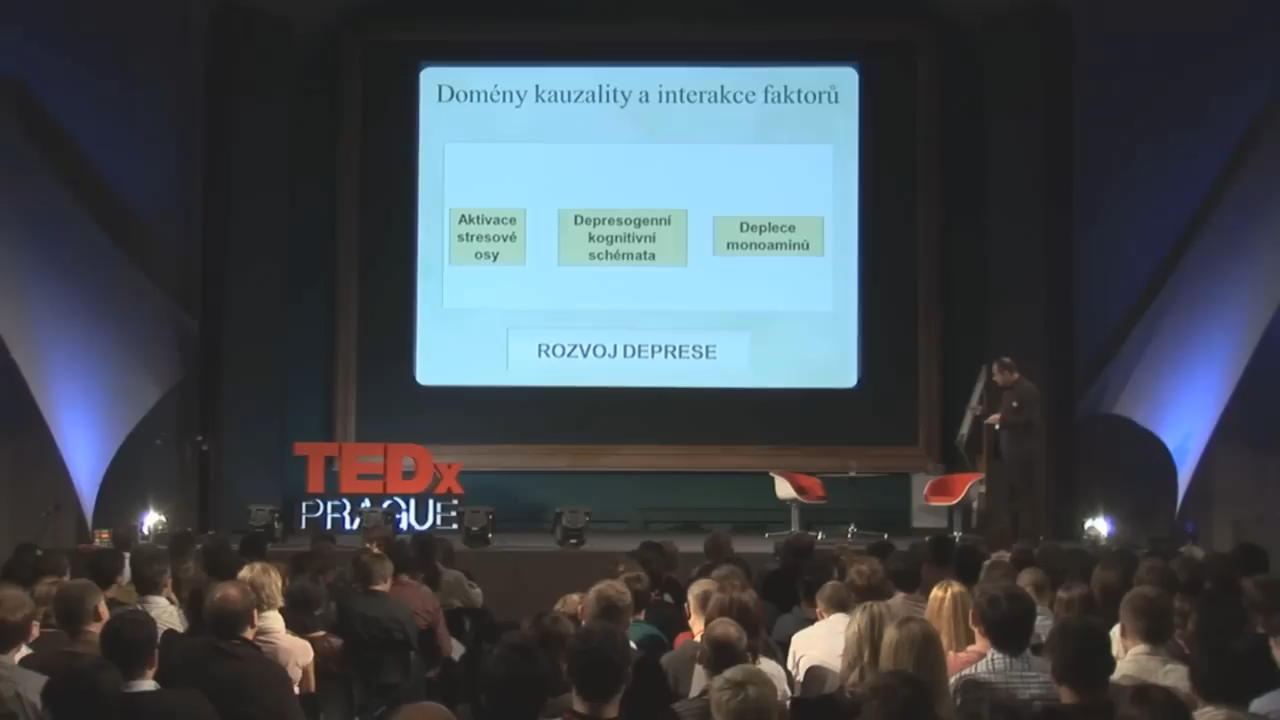 Domény kauzality a interakce faktorů
Aktivace
stresové
osy
Depresogenní
kognitivní
schémata
Deplece
monoaminů
ROZVOJ DEPRESE
TEDx
PRAGUE